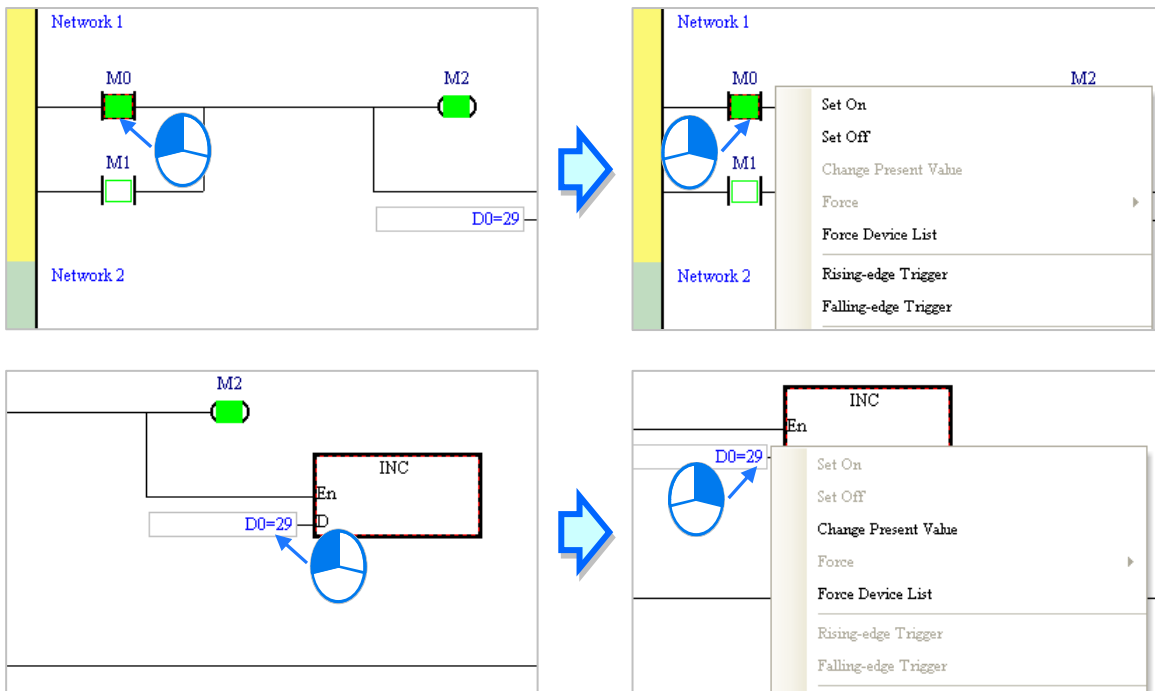 Network 1
M0
M2
M1
D0=29
Network 2
Network 1
M0
M2
M1
Network 2
Set On
Set Off
Change Present Value
Force
Force Device List
Rising-edge Trigger
Falling-edge Trigger
M2
INC
En
D0=29
D
INC
En
D0=29
Set On
Set Off
Change Present Value
Force
Force Device List
Rising-edge Trigger
Falling-edge Trigger